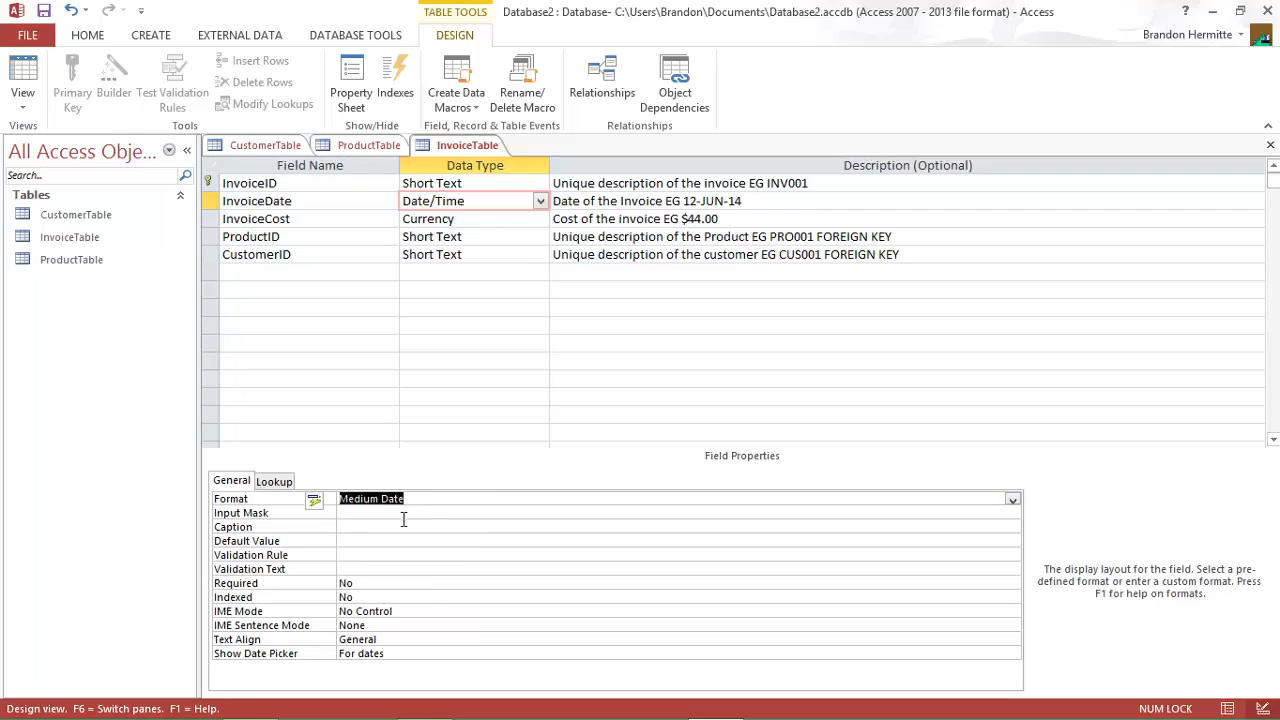 TABLE TOOLS
Database2 : Database- C:\Users\Brandon\Documents\Database2.accdb (Access 2007 - 2013 file format) - Access
FILE HOME CREATE EXTERNAL DATA DATABASE TOOLS DESIGN Brandon Hermitte
View Primary Key Builder Test Validation Rules
Insert Rows
Delete Rows
Modify Lookups
Property Sheet Indexes Create Data Macros Rename/ Delete Macro Relationships Object Dependencies
Views Tools Show/Hide Field, Record & Table Events Relationships
All Access Obje...
Search...
Tables
CustomerTable
InvoiceTable
ProductTable
CustomerTable ProductTable InvoiceTable
Field Name Data Type Description (Optional)
InvoiceID Short Text Unique description of the invoice EG INV001
InvoiceDate Date/Time Date of the Invoice EG 12-JUN-14
InvoiceCost Currency Cost of the invoice EG $44.00
ProductID Short Text Unique description of the Product EG PRO001 FOREIGN KEY
CustomerID Short Text Unique description of the customer EG CUS001 FOREIGN KEY
Field Properties
General Lookup
Format Medium Date
Input Mask
Caption
Default Value
Validation Rule
Validation Text
Required No
Indexed No
IME Mode No Control
IME Sentence Mode None
Text Align General
Show Date Picker For dates
The display layout for the field. Select a pre-
defined format or enter a custom format. Press
F1 for help on formats.
Design view. F6 = Switch panes. F1 = Help. NUM LOCK